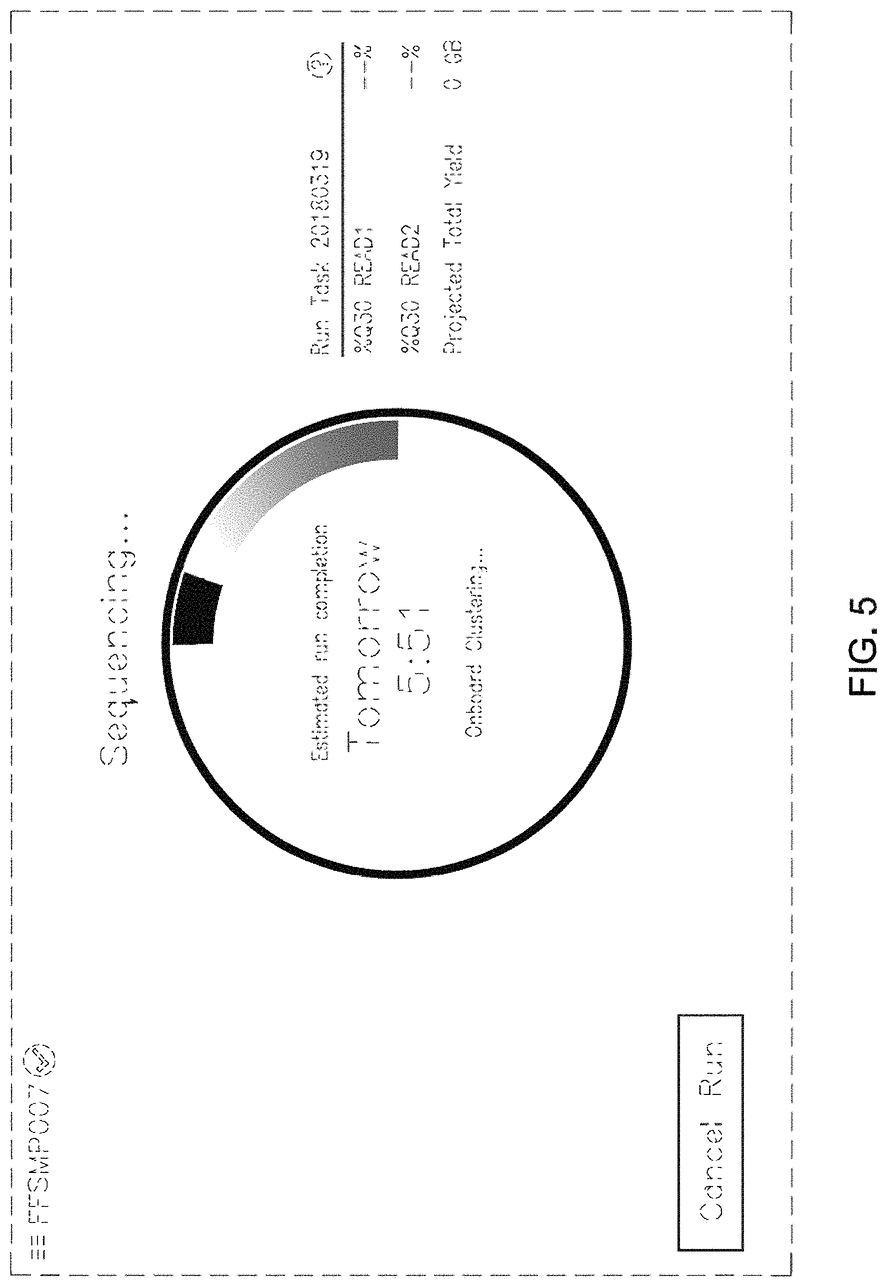 FFSMP007
Sequencing...
Estimated run completion
Tomorrow
5:51
Onboard Clustering...
Run Task 20180319 ?
%Q30 READ1 --%
%Q30 READ2 --%
Projected Total Yield 0 GB
Cancel Run
FIG. 5